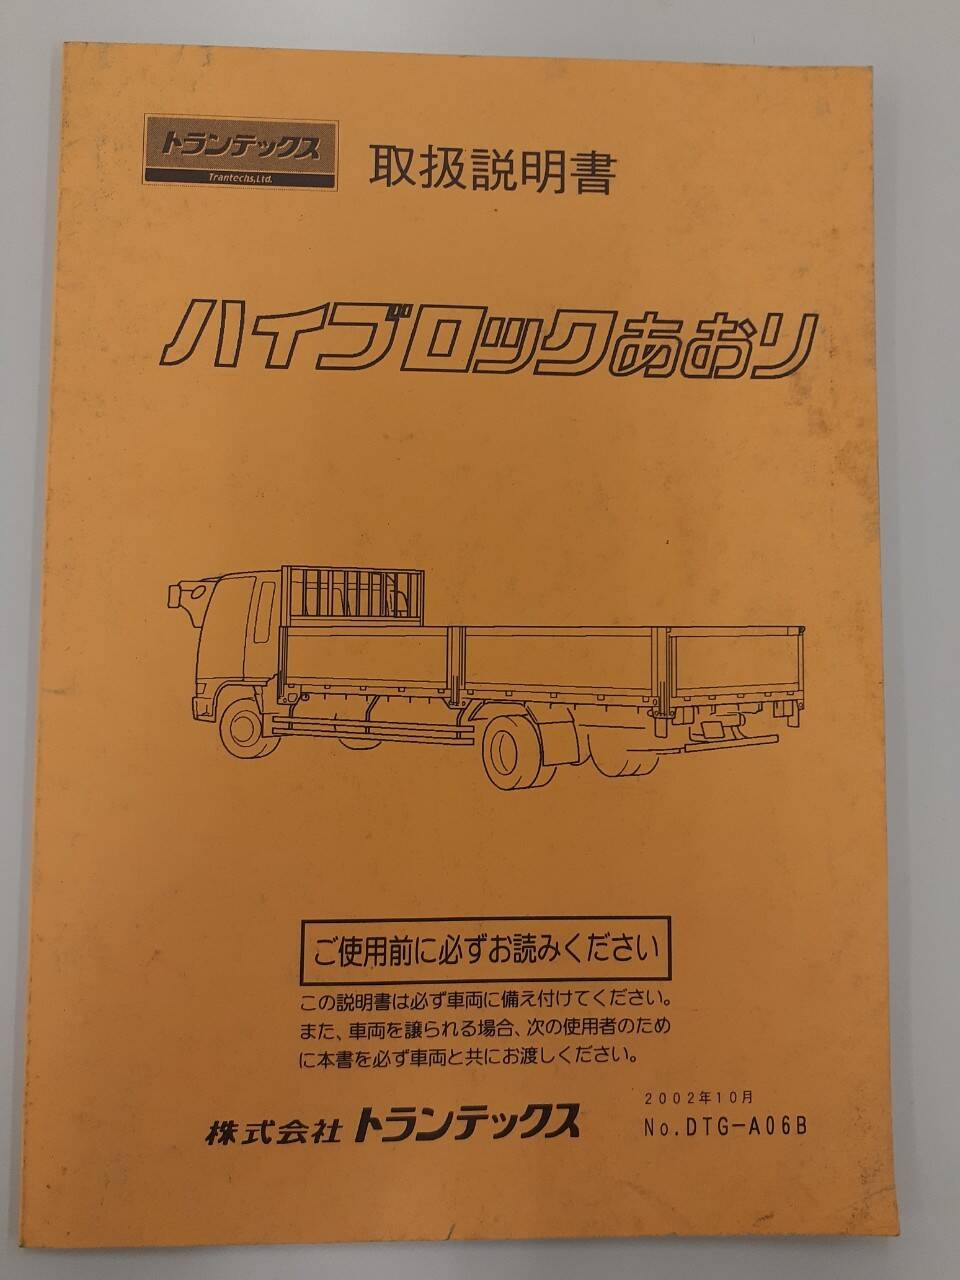 トランテックス
Trantechs,Ltd.
取扱説明書
ハイブロックあおり
ご使用前に必ずお読みください
この説明書は必ず車両に備え付けてください。
また、車両を譲られる場合、次の使用者のため
に本書を必ず車両と共にお渡しください。
株式会社 トランテックス
2002年10月
No.DTG-A06B